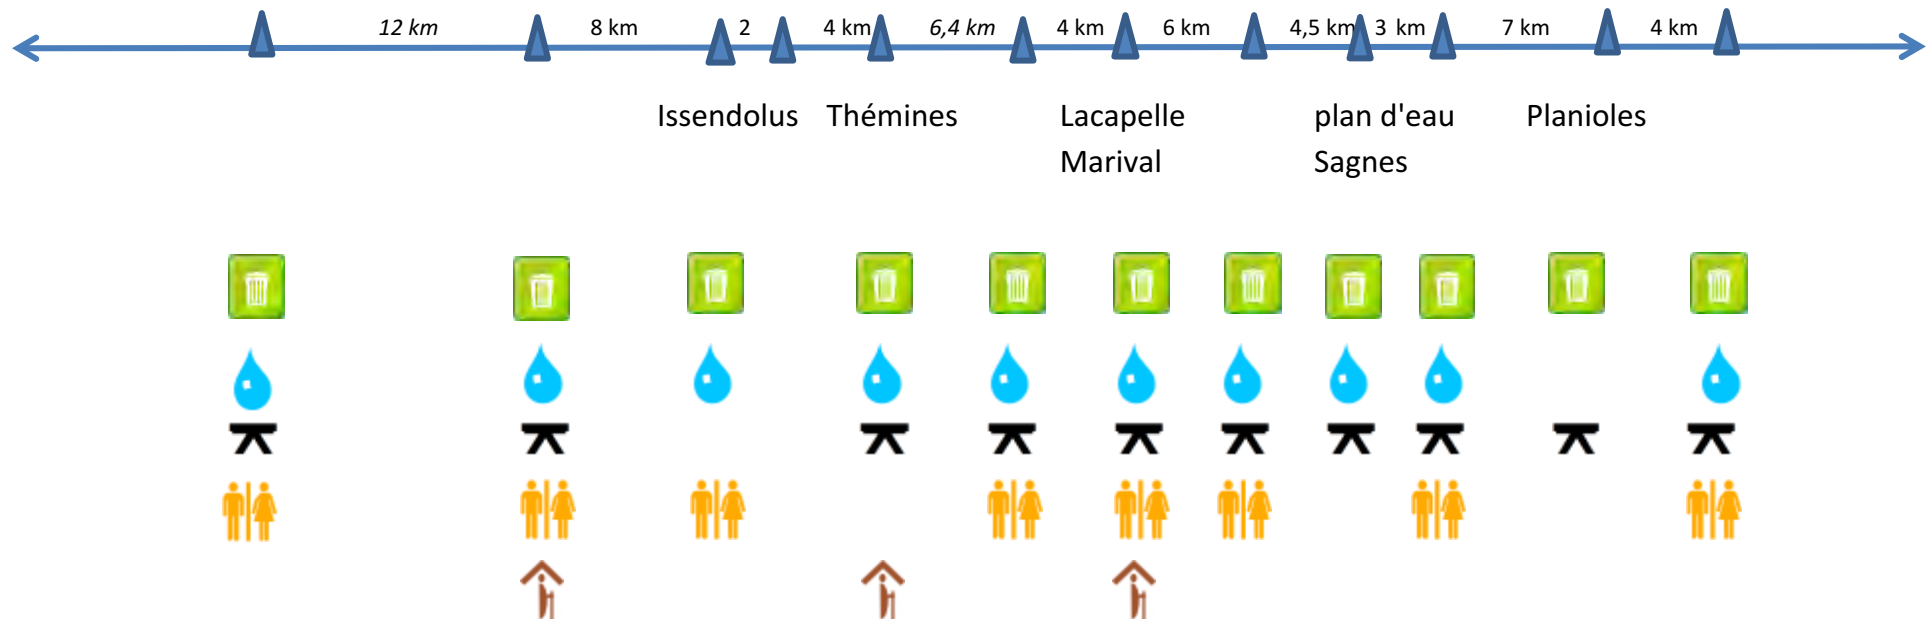 12 km 8 km 2 4 km 6,4 km 4 km 6 km 4,5 km 3 km 7 km 4 km
Issendolus Thémines Lacapelle plan d'eau Planioles
Marival Sagnes